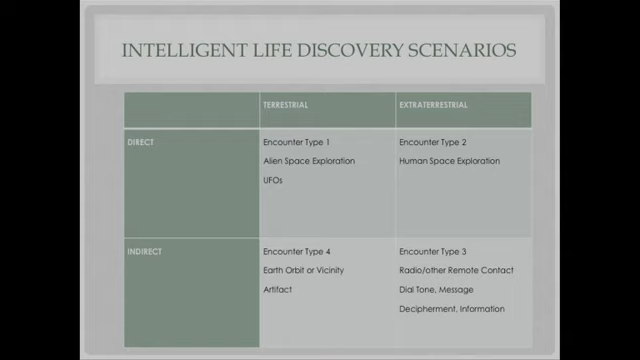 INTELLIGENT LIFE DISCOVERY SCENARIOS
TERRESTRIAL
EXTRATERRESTRIAL
DIRECT
Encounter Type 1
Alien Space Exploration
UFOs
Encounter Type 2
Human Space Exploration
INDIRECT
Encounter Type 4
Earth Orbit or Vicinity
Artifact
Encounter Type 3
Radio/other Remote Contact
Dial Tone, Message
Decipherment, Information